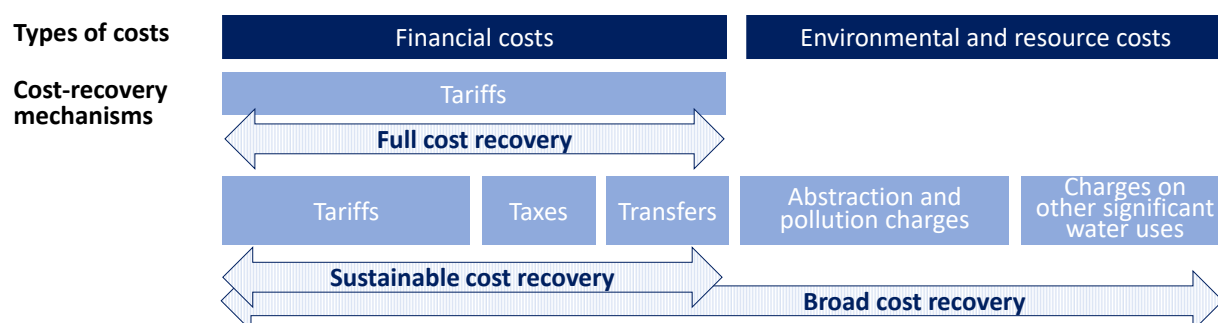 Types of costs
Financial costs
Environmental and resource costs
Cost-recovery
mechanisms
Tariffs
Full cost recovery
Tariffs
Taxes
Transfers
Abstraction and
pollution charges
Charges on
other significant
water uses
Sustainable cost recovery
Broad cost recovery